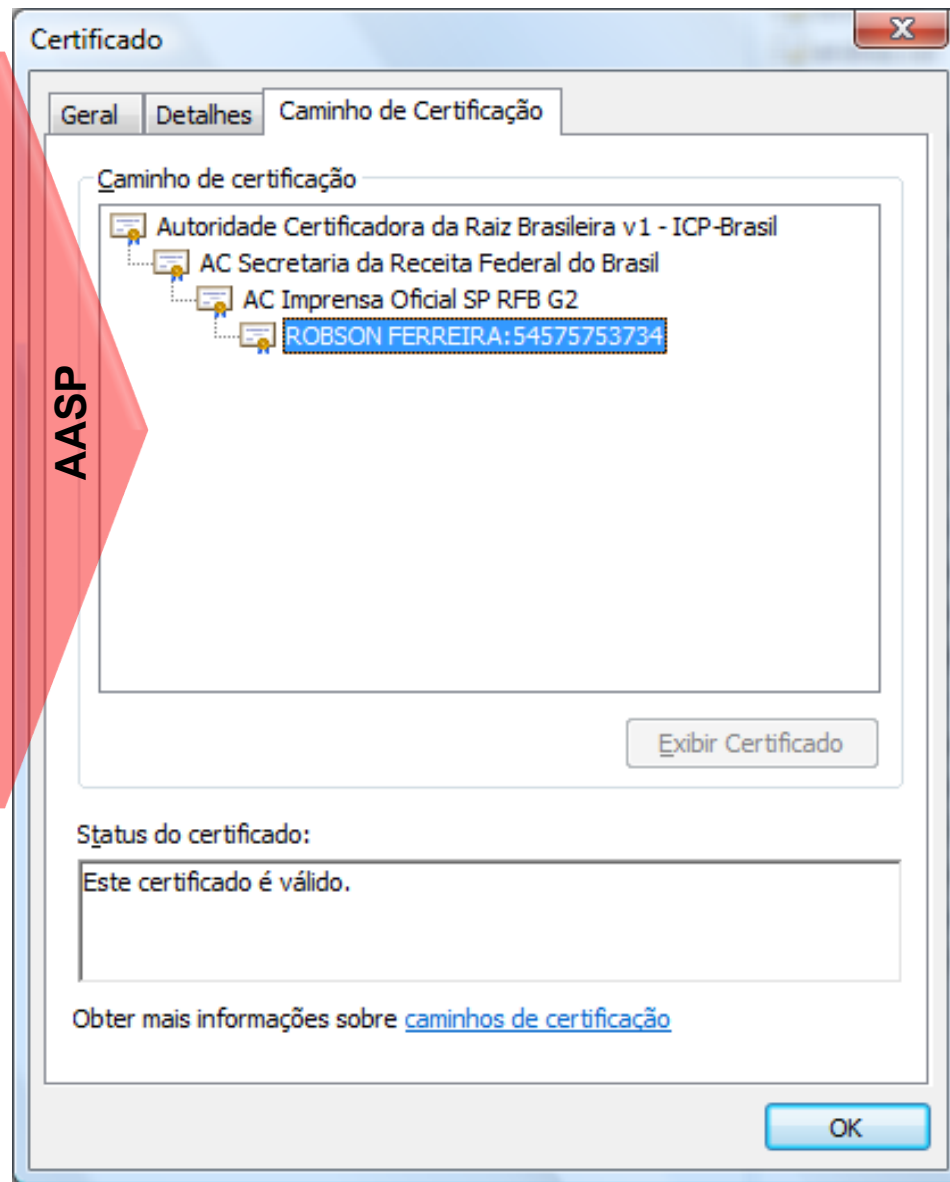 Certificado
Geral Detalhes Caminho de Certificação
Caminho de certificação
Autoridade Certificadora da Raiz Brasileira v1 - ICP-Brasil
AC Secretaria da Receita Federal do Brasil
AC Imprensa Oficial SP RFB G2
ROBSON FERREIRA:54575753734
AASP
Exibir Certificado
Status do certificado:
Este certificado é válido.
Obter mais informações sobre caminhos de certificação
OK